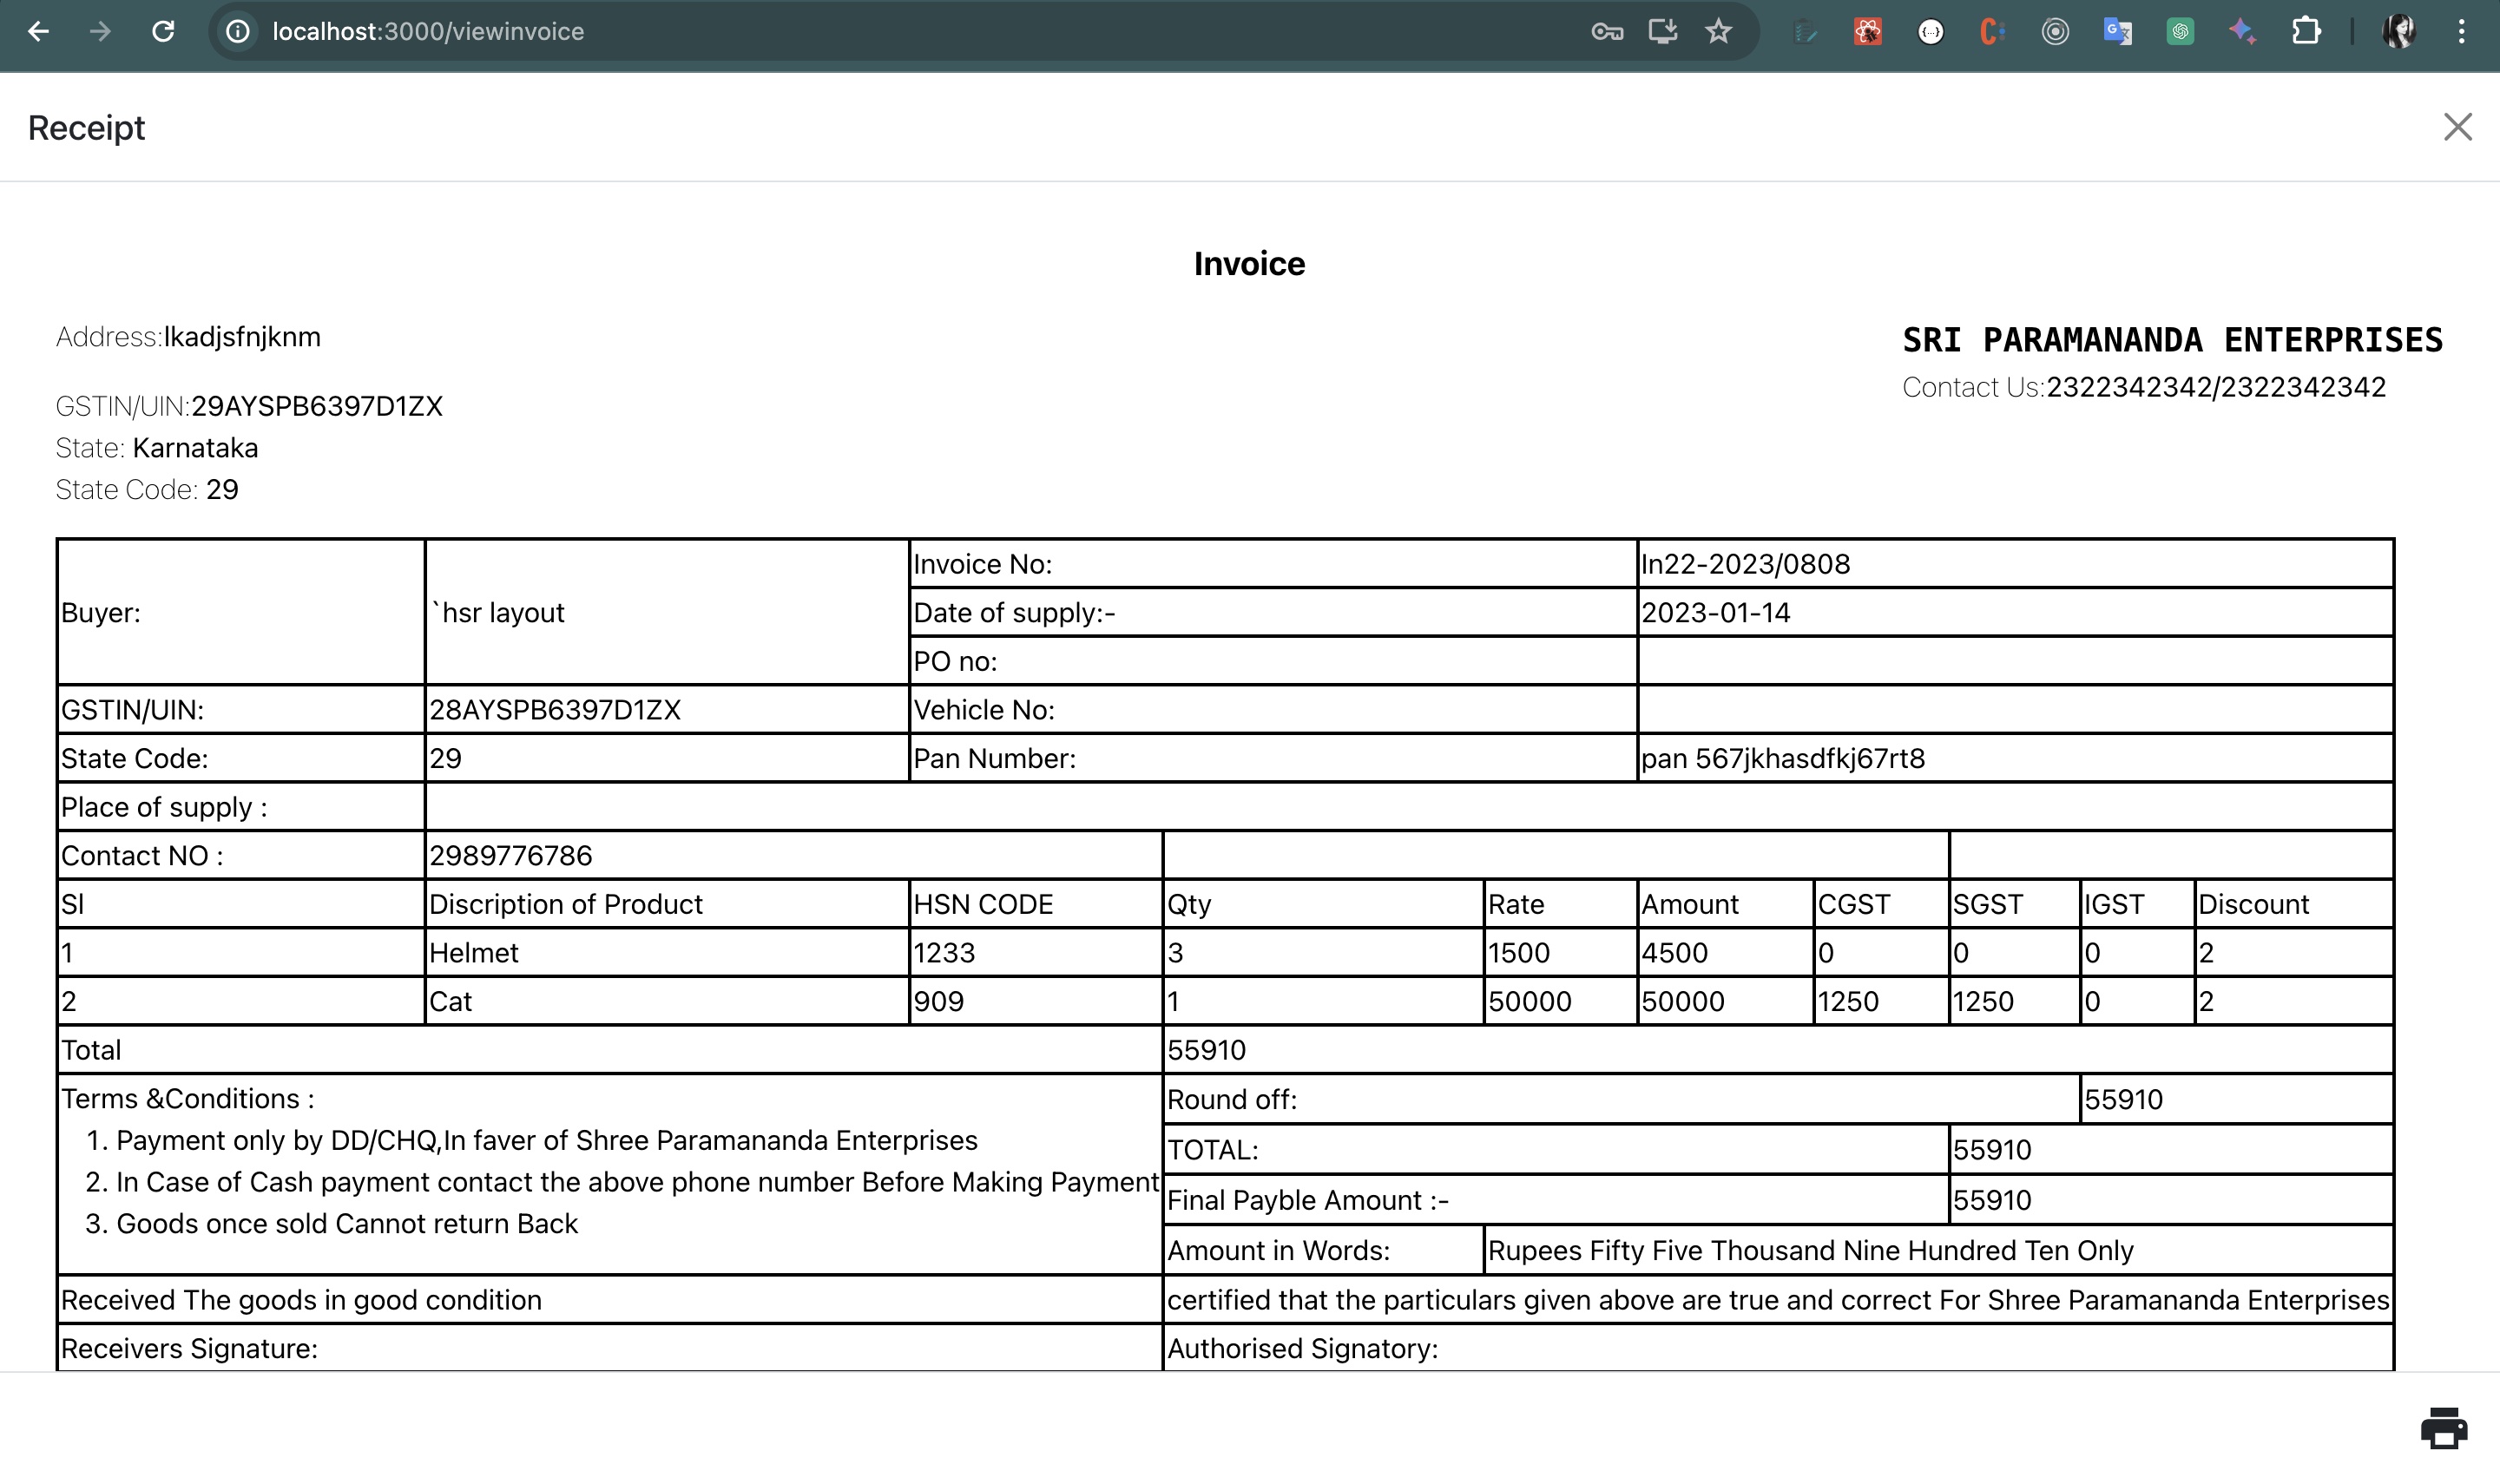 localhost:3000/viewinvoice
Receipt
Invoice
Address:lkadjsfnjknm
SRI PARAMANANDA ENTERPRISES
Contact Us:2322342342/2322342342
GSTIN/UIN:29AYSPB6397D1ZX
State: Karnataka
State Code: 29
Buyer: `hsr layout
Invoice No: In22-2023/0808
Date of supply:- 2023-01-14
PO no:
GSTIN/UIN: 28AYSPB6397D1ZX Vehicle No:
State Code: 29 Pan Number: pan 567jkhasdfkj67rt8
Place of supply :
Contact NO : 2989776786
Sl Discription of Product HSN CODE Qty Rate Amount CGST SGST IGST Discount
1 Helmet 1233 3 1500 4500 0 0 0 2
2 Cat 909 1 50000 50000 1250 1250 0 2
Total 55910
Terms &Conditions :
1. Payment only by DD/CHQ,In faver of Shree Paramananda Enterprises
2. In Case of Cash payment contact the above phone number Before Making Payment
3. Goods once sold Cannot return Back
Round off: 55910
TOTAL: 55910
Final Payble Amount :- 55910
Amount in Words: Rupees Fifty Five Thousand Nine Hundred Ten Only
Received The goods in good condition certified that the particulars given above are true and correct For Shree Paramananda Enterprises
Receivers Signature: Authorised Signatory: